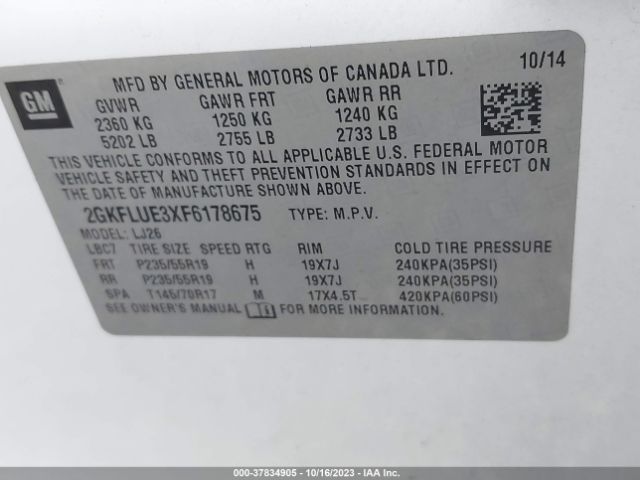 GM
MFD BY GENERAL MOTORS OF CANADA LTD. 10/14
GVWR GAWR FRT GAWR RR
2360 KG 1250 KG 1240 KG
5202 LB 2755 LB 2733 LB
THIS VEHICLE CONFORMS TO ALL APPLICABLE U.S. FEDERAL MOTOR
VEHICLE SAFETY AND THEFT PREVENTION STANDARDS IN EFFECT ON
THE DATE OF MANUFACTURE SHOWN ABOVE.
2GKFLUE3XF6178675 TYPE: M.P.V.
MODEL: LJ26
LBC7 TIRE SIZE SPEED RTG RIM COLD TIRE PRESSURE
FRT P235/55R19 H 19X7J 240KPA(35PSI)
RR P235/55R19 H 19X7J 240KPA(35PSI)
SPA T145/70R17 M 17X4.5T 420KPA(60PSI)
SEE OWNER'S MANUAL FOR MORE INFORMATION
000-37834905 - 10/16/2023 - IAAI.COM